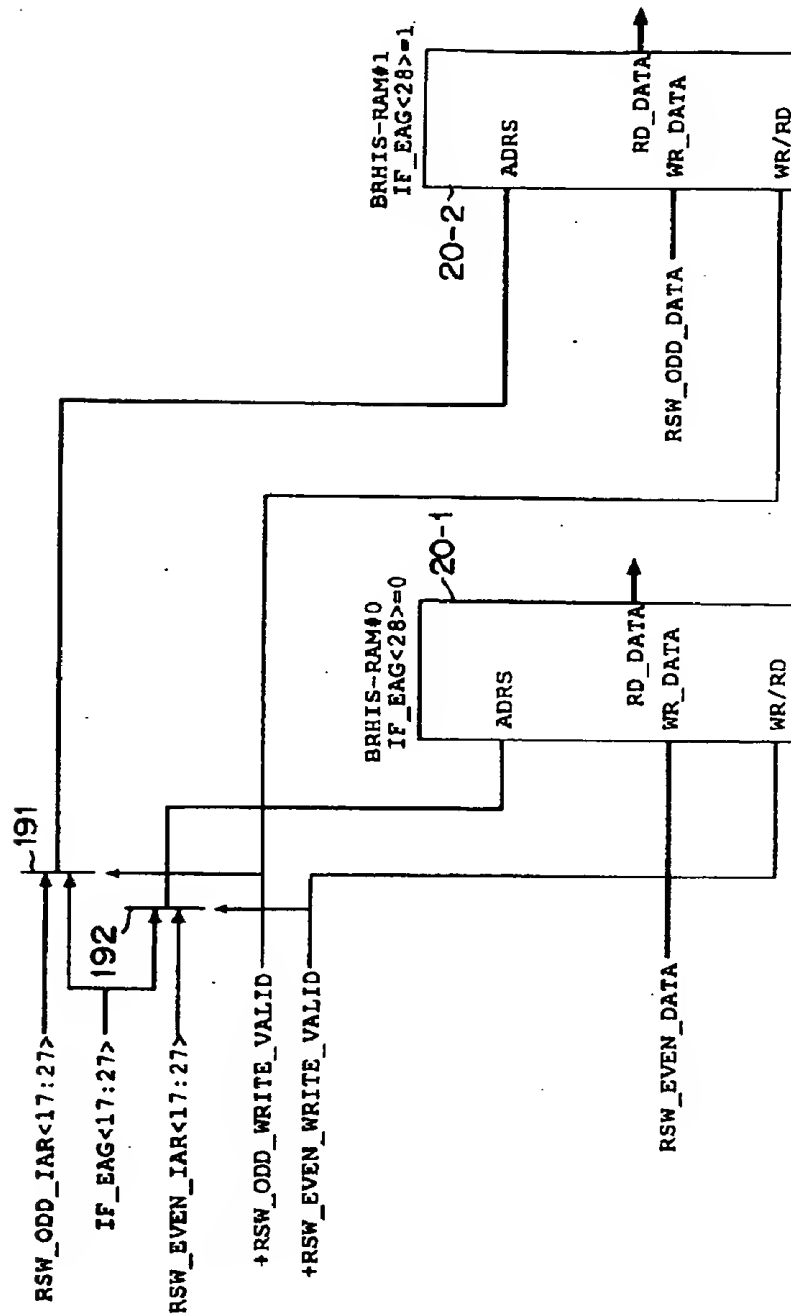 RSW_ODD_IAR<17:27>
IF_EAG<17:27>
RSW_EVEN_IAR<17:27>
+RSW_ODD_WRITE_VALID
+RSW_EVEN_WRITE_VALID
191
192
RSW_EVEN_DATA
BRHIS-RAM#0
IF_EAG<28>=0
20-1
ADRS
RD_DATA
WR_DATA
WR/RD
RSW_ODD_DATA
BRHIS-RAM#1
IF_EAG<28>=1
20-2
ADRS
RD_DATA
WR_DATA
WR/RD